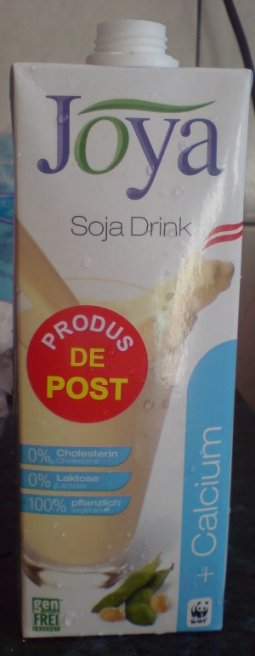 Joya
Soja Drink
PRODUS
DE
POST
0% Cholesterin
0% Laktose
100% pflanzlich
+ Calcium
gen
FREI
WWF